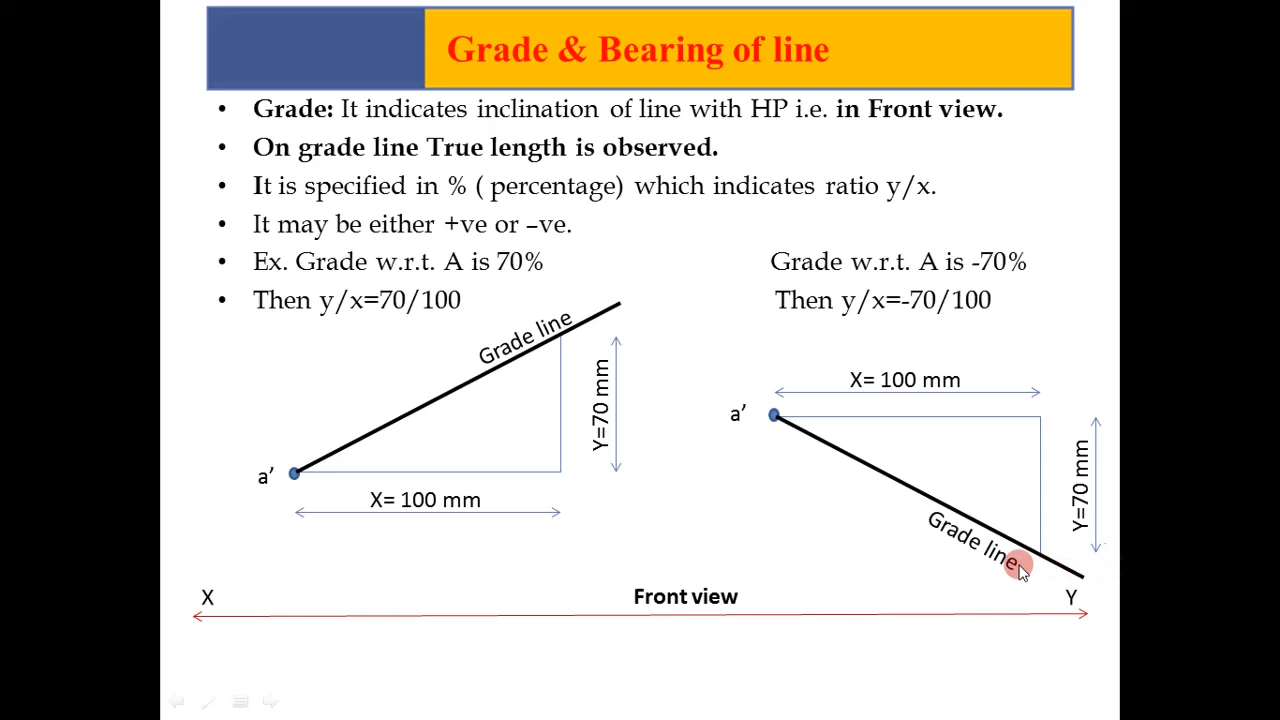 Grade & Bearing of line
• Grade: It indicates inclination of line with HP i.e. in Front view.
• On grade line True length is observed.
• It is specified in % ( percentage) which indicates ratio y/x.
• It may be either +ve or –ve.
• Ex. Grade w.r.t. A is 70%
Grade w.r.t. A is -70%
• Then y/x=70/100
Then y/x=-70/100
Grade line
Y=70 mm
a’
X= 100 mm
X= 100 mm
a’
Y=70 mm
Grade line
X
Front view
Y